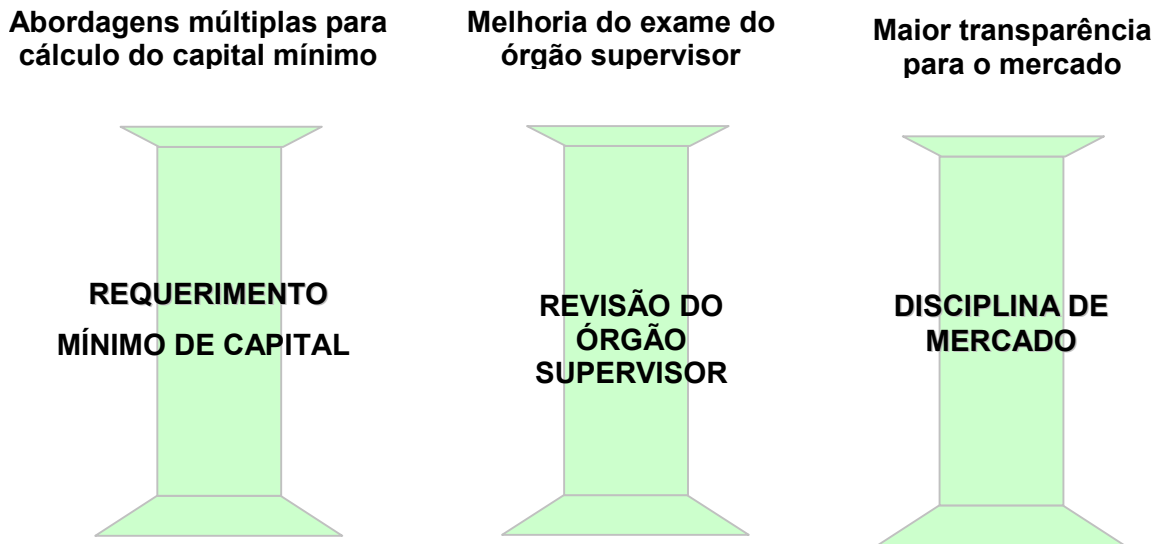 Abordagens múltiplas para
cálculo do capital mínimo
Melhoria do exame do
órgão supervisor
Maior transparência
para o mercado
REQUERIMENTO
MÍNIMO DE CAPITAL
REVISÃO DO
ÓRGÃO
SUPERVISOR
DISCIPLINA DE
MERCADO